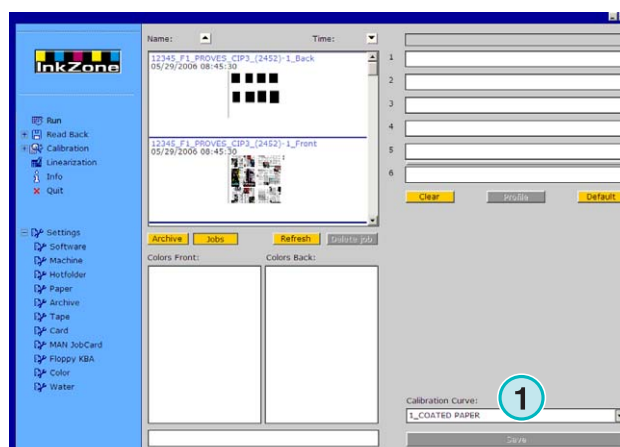 InkZone
Run
Read Back
Calibration
Linearization
Info
Quit
Settings
Software
Machine
Hotfolder
Paper
Archive
Tape
Card
MAN JobCard
Floppy KBA
Color
Water
Name: Time:
12345_F1_PROVES_CIP3_(2452)-1_Back
05/29/2006 08:45:30
12345_F1_PROVES_CIP3_(2452)-1_Front
05/29/2006 08:45:30
Archive Jobs Refresh Delete job
Colors Front: Colors Back:
1
2
3
4
5
6
Clear Profile Default
Calibration Curve:
1
1_COATED PAPER
Save